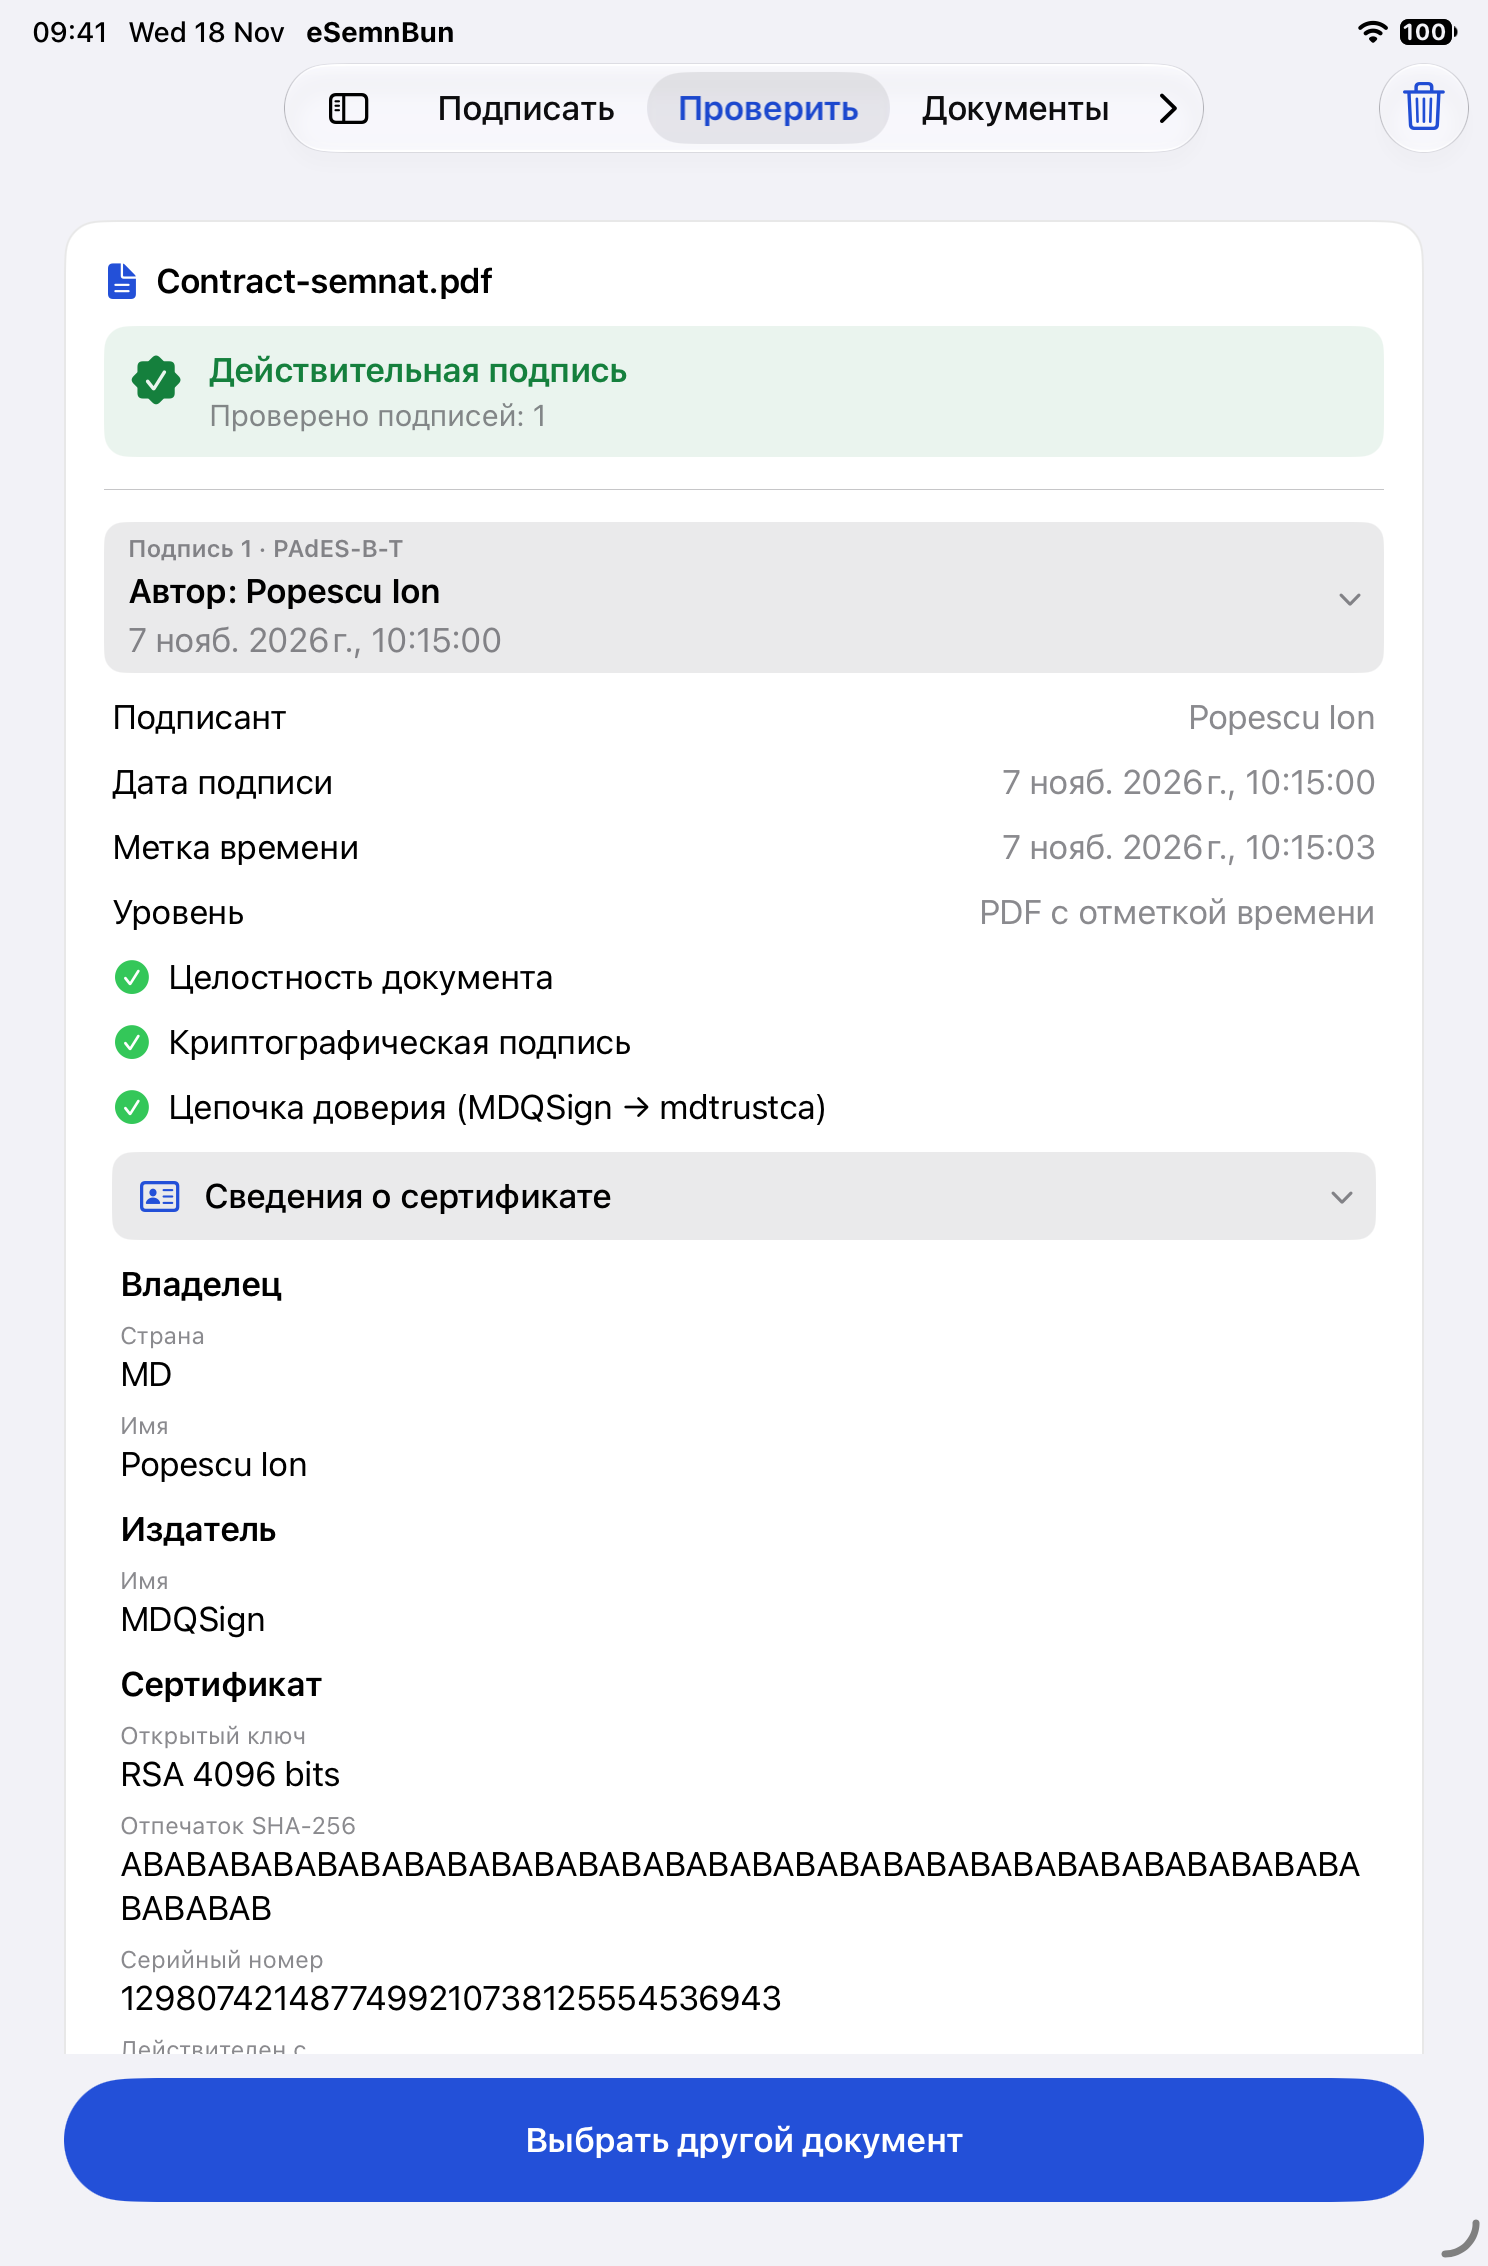 09:41 Wed 18 Nov eSemnBun 100
Подписать Проверить Документы
Contract-semnat.pdf
Действительная подпись
Проверено подписей: 1
Подпись 1 · PAdES-B-T
Автор: Popescu Ion
7 нояб. 2026 г., 10:15:00
Подписант Popescu Ion
Дата подписи 7 нояб. 2026 г., 10:15:00
Метка времени 7 нояб. 2026 г., 10:15:03
Уровень PDF с отметкой времени
Целостность документа
Криптографическая подпись
Цепочка доверия (MDQSign → mdtrustca)
Сведения о сертификате
Владелец
Страна
MD
Имя
Popescu Ion
Издатель
Имя
MDQSign
Сертификат
Открытый ключ
RSA 4096 bits
Отпечаток SHA-256
ABABABABABABABABABABABABABABABABABABABABABABABABABABABABA
BABABAB
Серийный номер
129807421487749921073812555453​6943
Действителен с
Выбрать другой документ